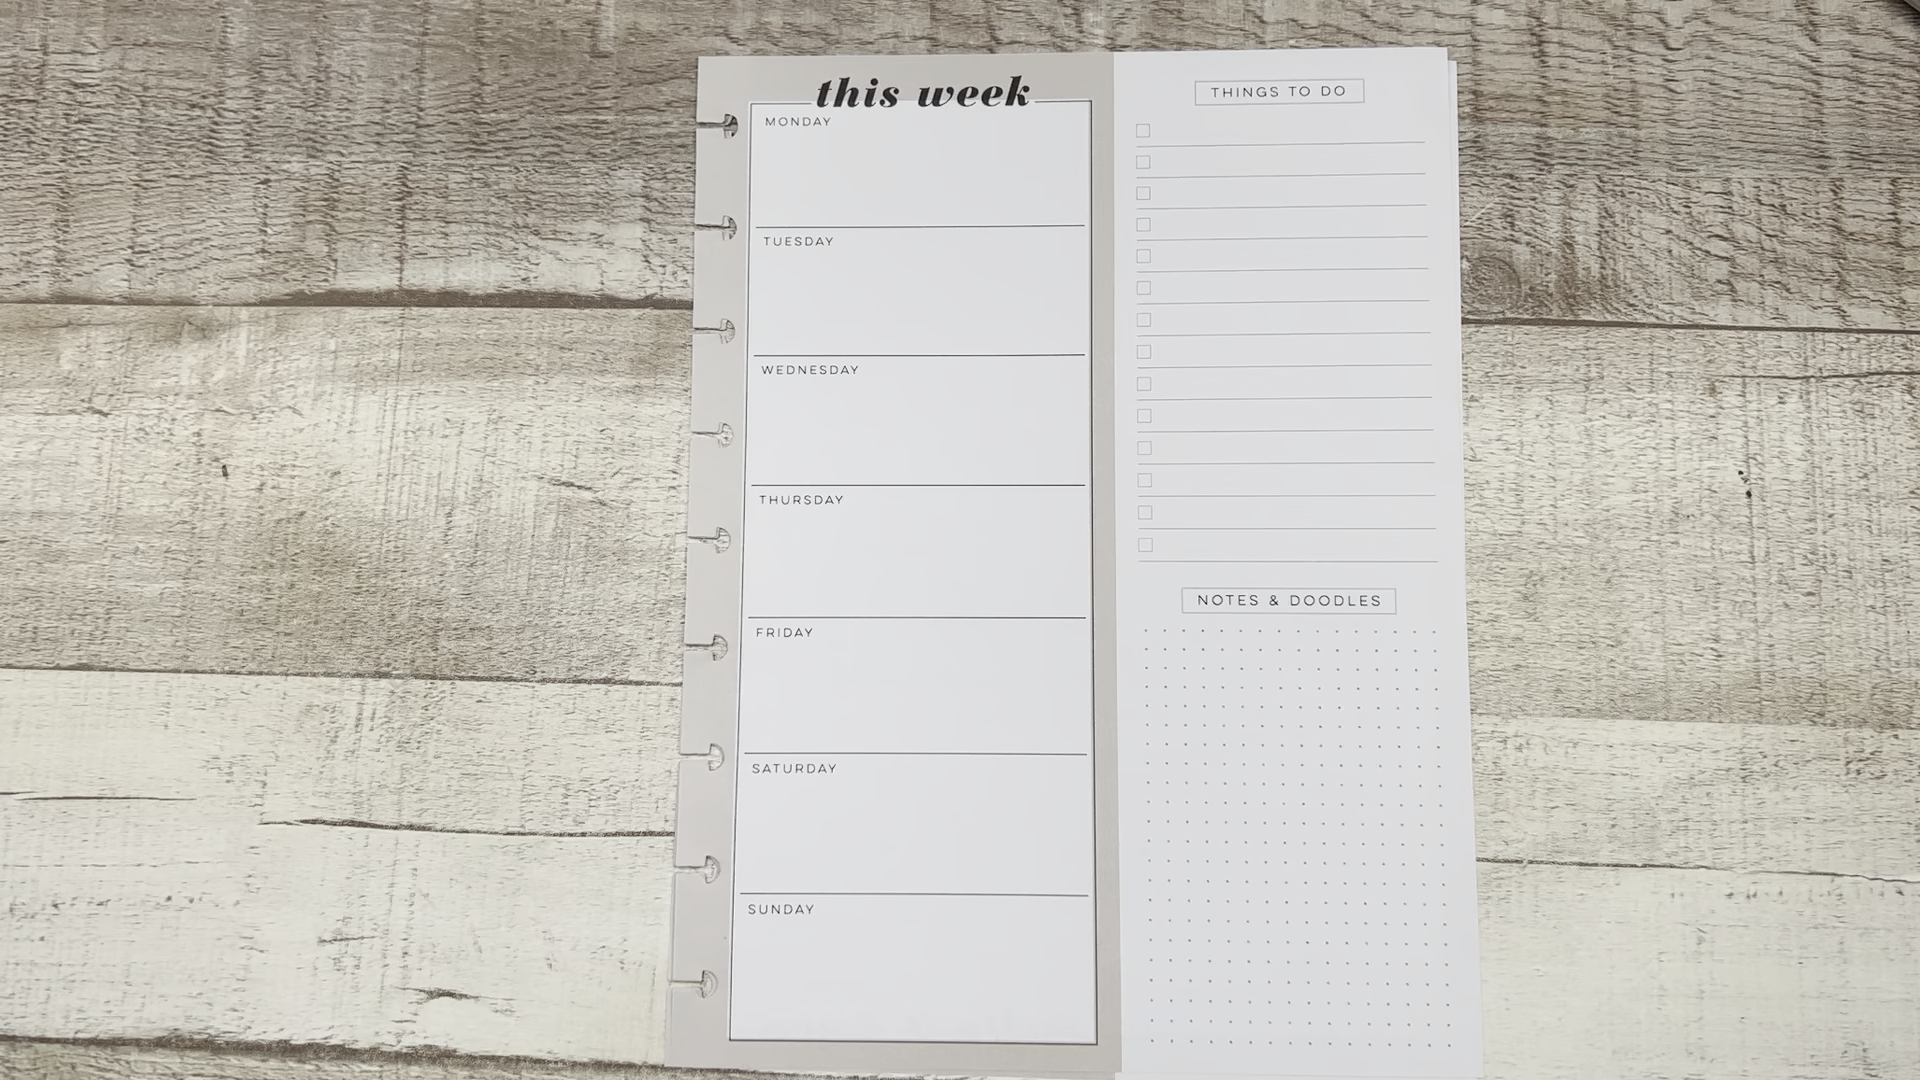 this week
MONDAY
TUESDAY
WEDNESDAY
THURSDAY
FRIDAY
SATURDAY
SUNDAY
THINGS TO DO
NOTES & DOODLES